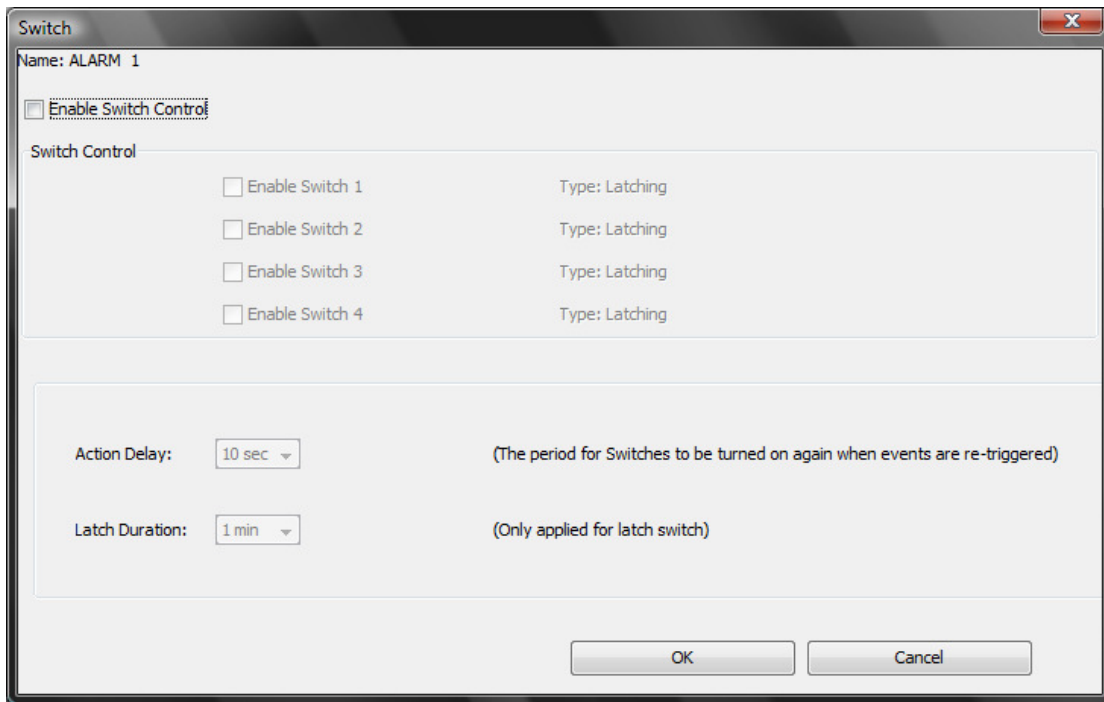 Switch
Name: ALARM 1
Enable Switch Control
Switch Control
Enable Switch 1 Type: Latching
Enable Switch 2 Type: Latching
Enable Switch 3 Type: Latching
Enable Switch 4 Type: Latching
Action Delay: 10 sec (The period for Switches to be turned on again when events are re-triggered)
Latch Duration: 1 min (Only applied for latch switch)
OK Cancel